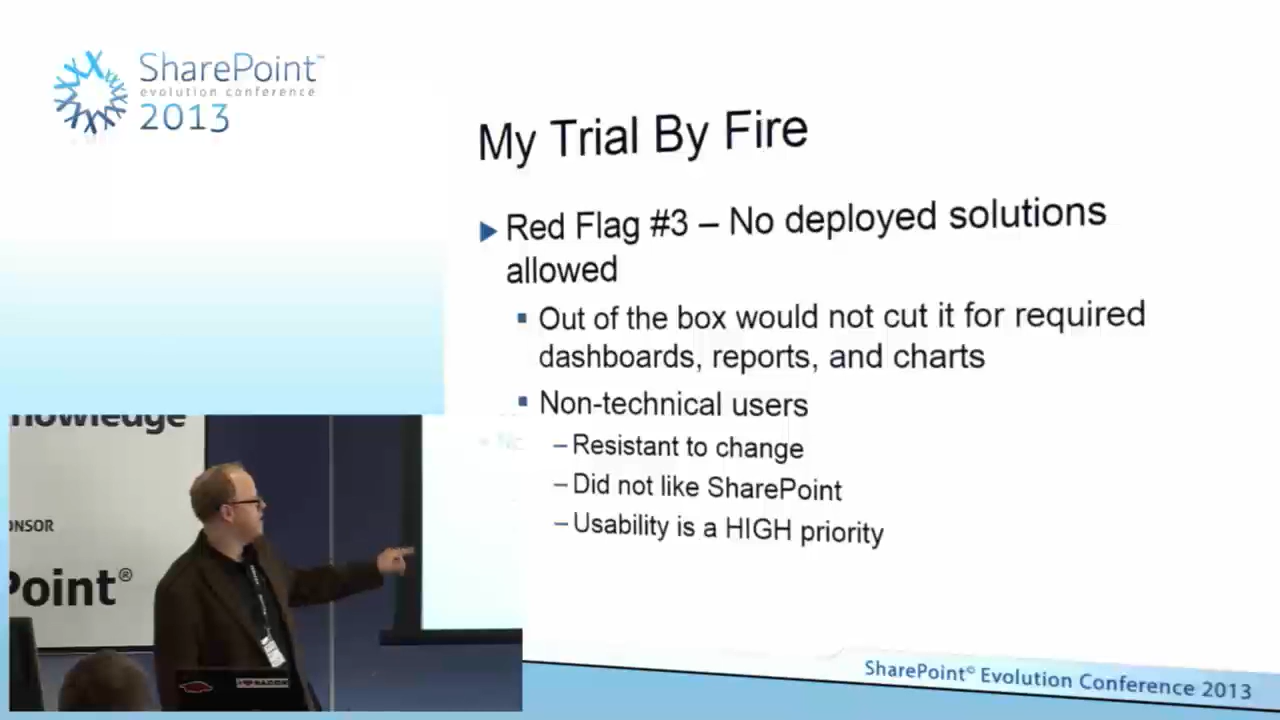 SharePoint™
evolution conference
2013
My Trial By Fire
Red Flag #3 – No deployed solutions
allowed
Out of the box would not cut it for required
dashboards, reports, and charts
Non-technical users
–Resistant to change
–Did not like SharePoint
–Usability is a HIGH priority
nowledge
ONSOR
Point®
SharePoint® Evolution Conference 2013